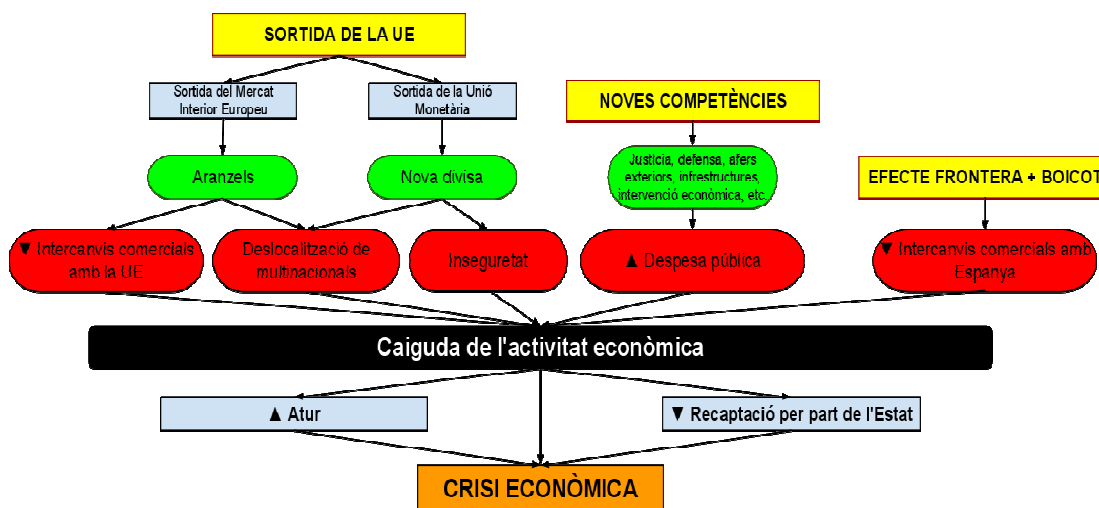 SORTIDA DE LA UE
Sortida del Mercat
Interior Europeu
Sortida de la Unió
Monetària
NOVES COMPETÈNCIES
Aranzels
Nova divisa
Justícia, defensa, afers
exteriors, infrestructures,
intervenció econòmica, etc.
EFECTE FRONTERA + BOICOT
▼ Intercanvis comercials
amb la UE
Deslocalització de
multinacionals
Inseguretat
▲ Despesa pública
▼ Intercanvis comercials amb
Espanya
Caiguda de l'activitat econòmica
▲ Atur
▼ Recaptació per part de l'Estat
CRISI ECONÒMICA